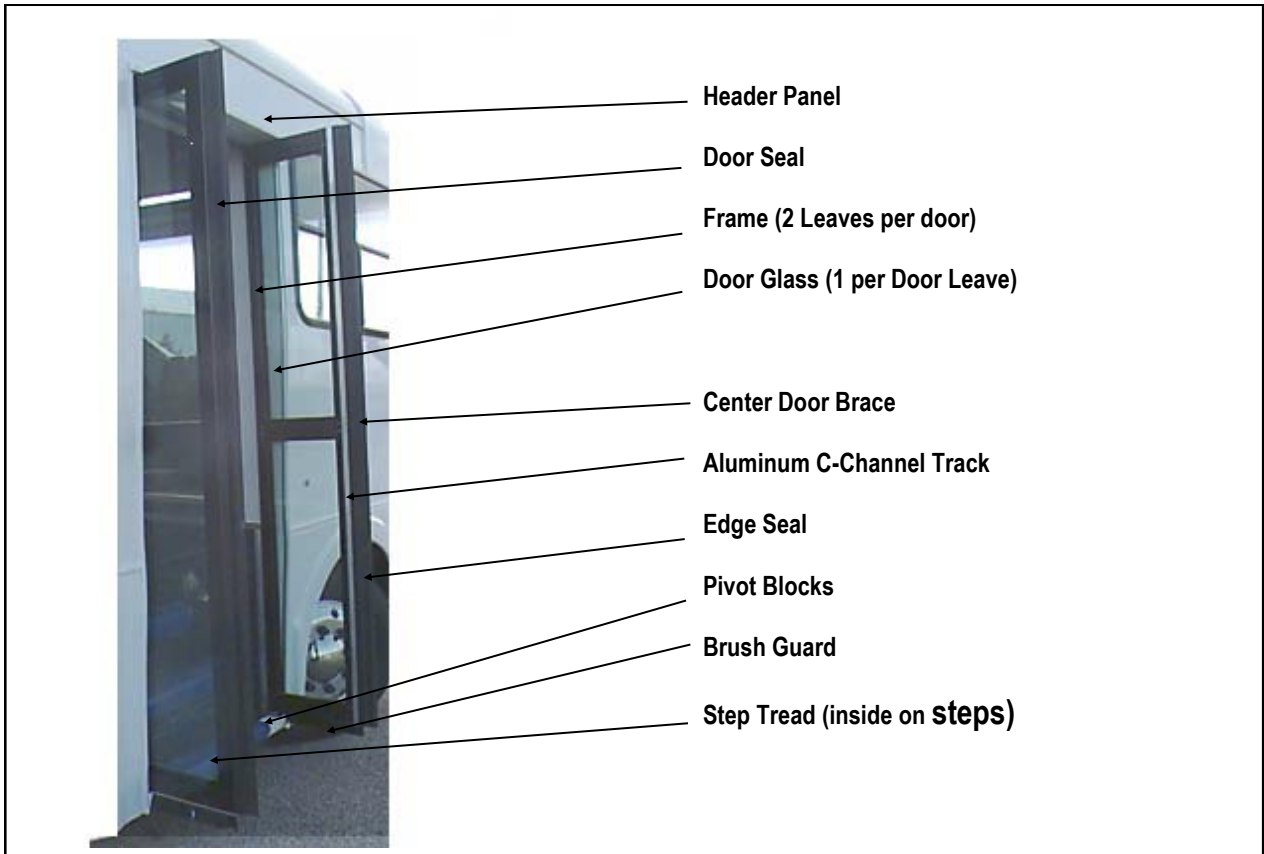 Header Panel
Door Seal
Frame (2 Leaves per door)
Door Glass (1 per Door Leave)
Center Door Brace
Aluminum C-Channel Track
Edge Seal
Pivot Blocks
Brush Guard
Step Tread (inside on steps)